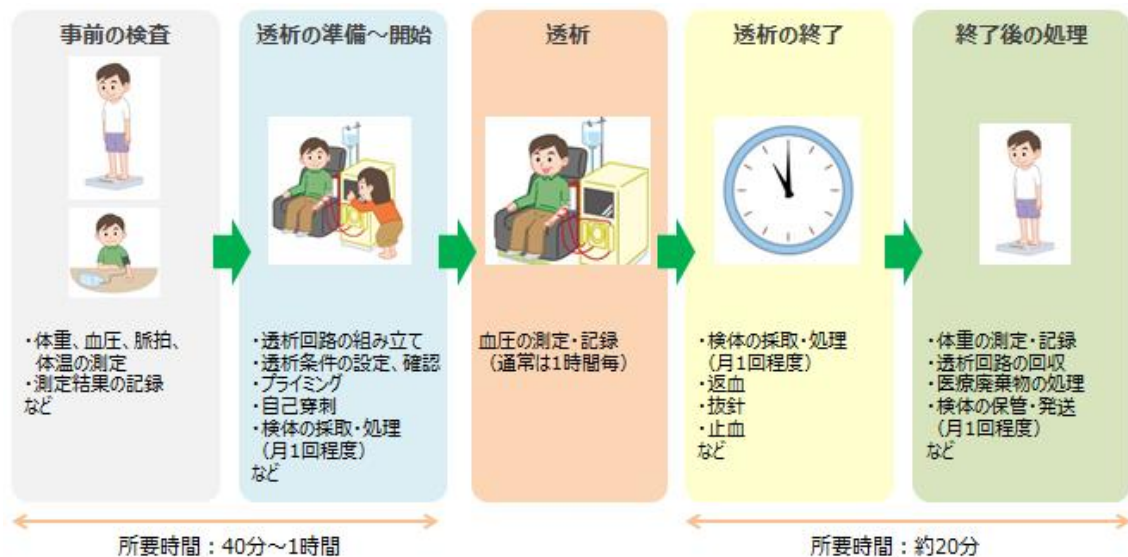 事前の検査
・体重、血圧、脈拍、
体温の測定
・測定結果の記録
など
透析の準備～開始
・透析回路の組み立て
・透析条件の設定、確認
・プライミング
・自己穿刺
・検体の採取・処理
（月1回程度）
など
透析
血圧の測定・記録
（通常は1時間毎）
透析の終了
・検体の採取・処理
（月1回程度）
・返血
・抜針
・止血
など
終了後の処理
・体重の測定・記録
・透析回路の回収
・医療廃棄物の処理
・検体の保管・発送
（月1回程度）
など
所要時間：40分～1時間
所要時間：約20分